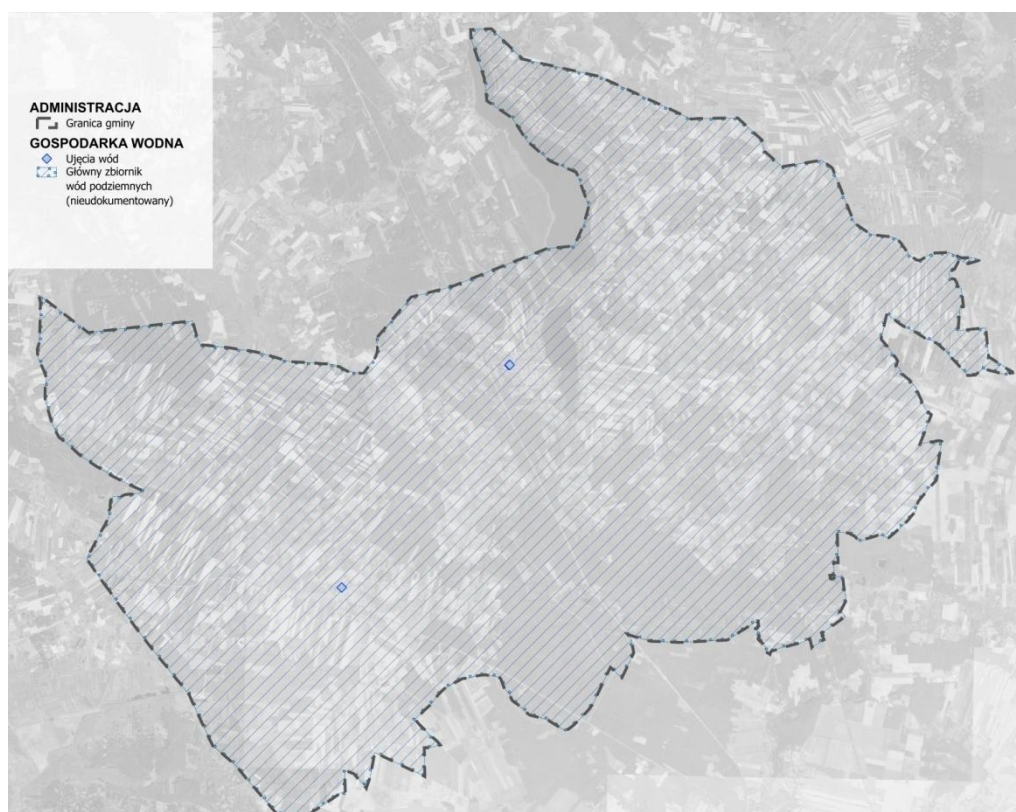 ADMINISTRACJA
Granica gminy
GOSPODARKA WODNA
Ujęcia wód
Główny zbiornik
wód podziemnych
(nieudokumentowany)